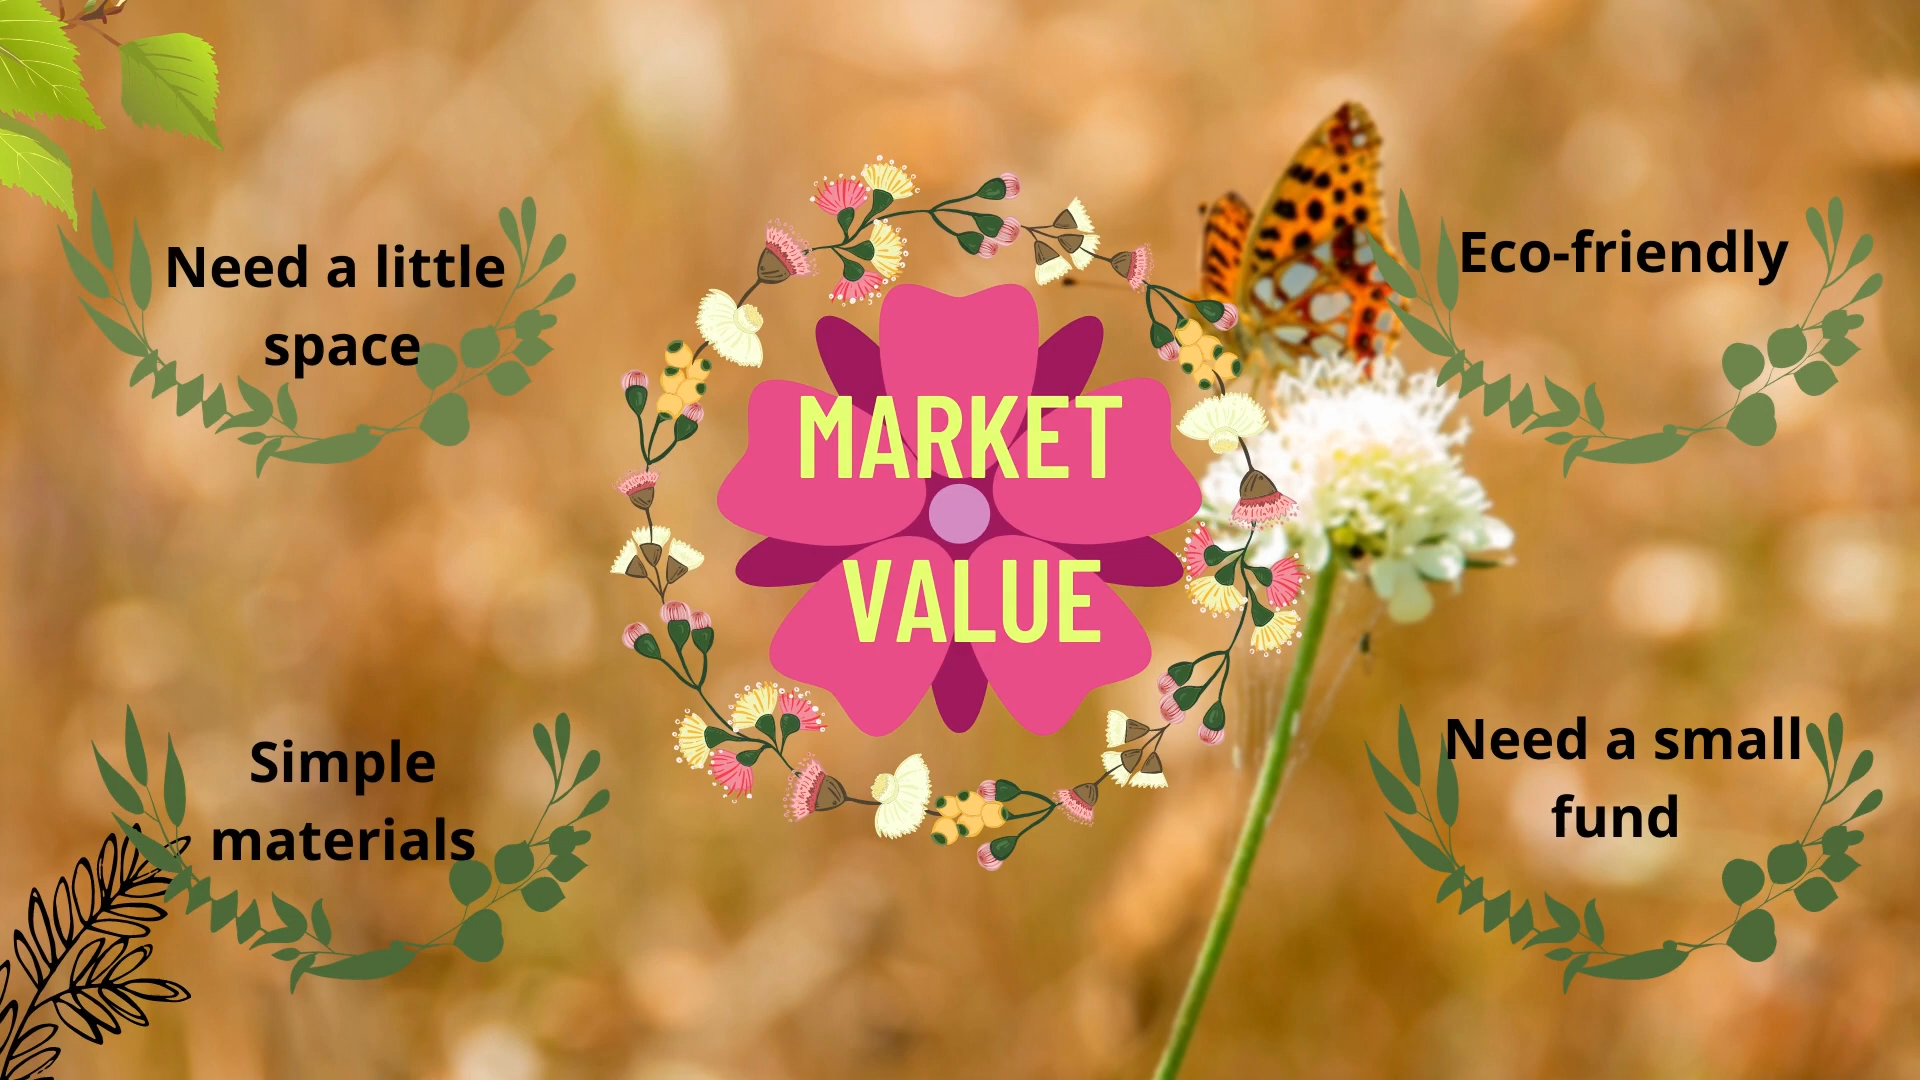 Need a little
space
Eco-friendly
MARKET
VALUE
Simple
materials
Need a small
fund